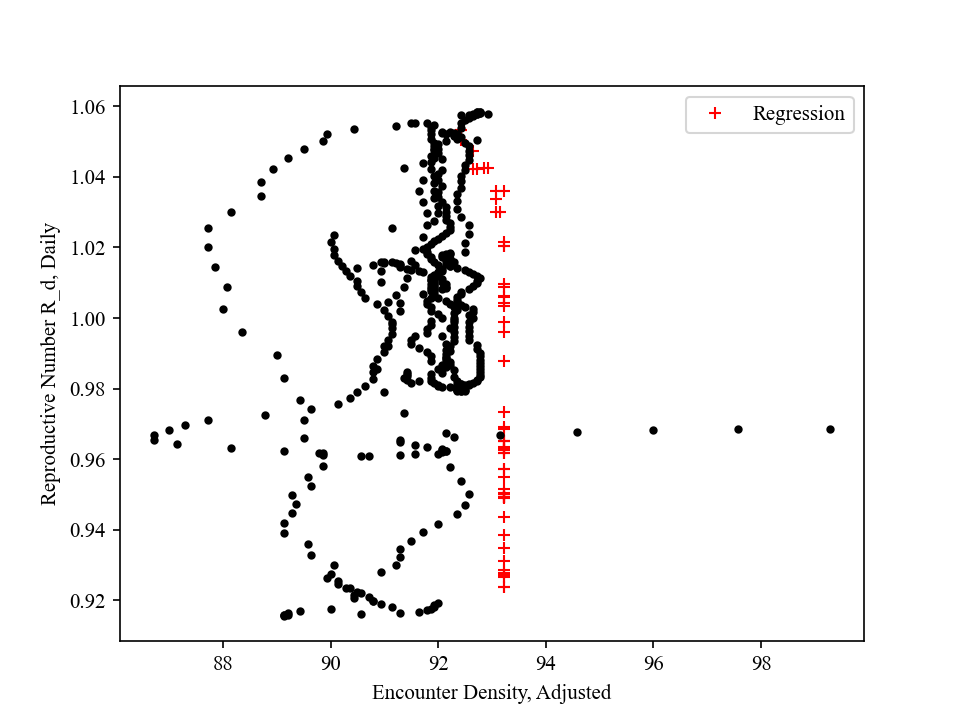 Regression
1.06
1.04
1.02
1.00
0.98
0.96
0.94
0.92
Reproductive Number R_d, Daily
88 90 92 94 96 98
Encounter Density, Adjusted